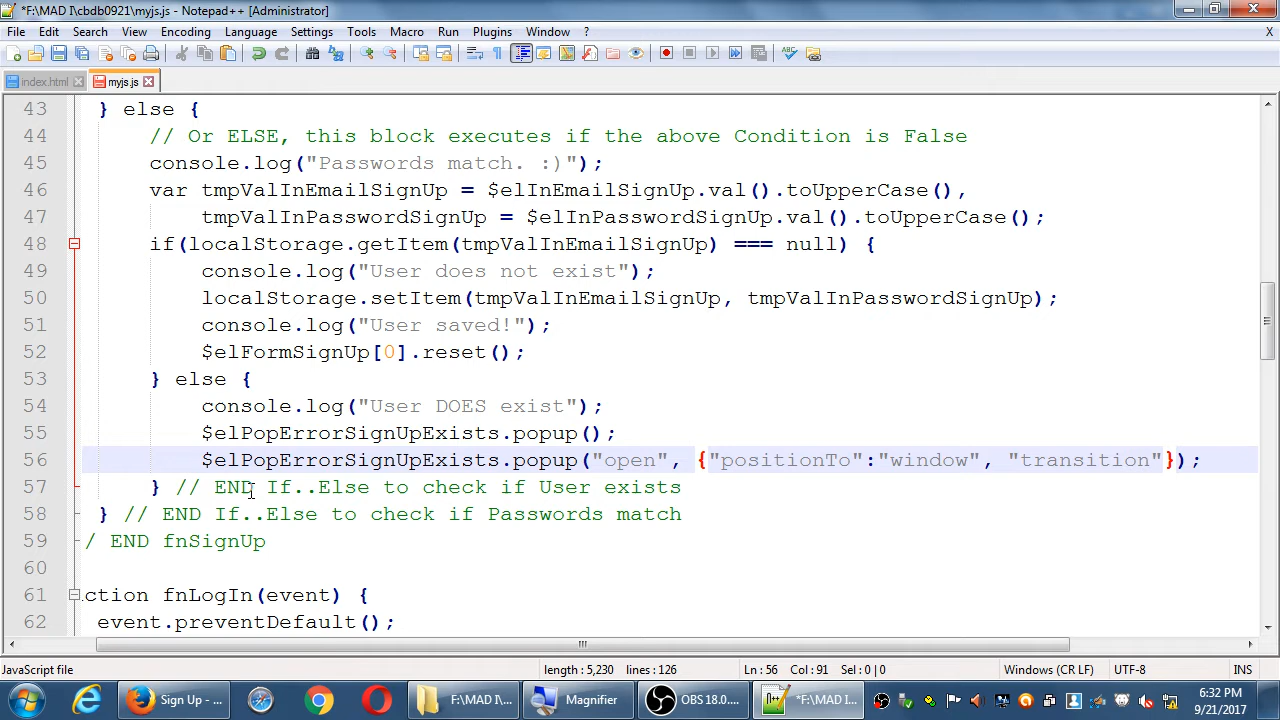 *F:\MAD I\cbdb0921\myjs.js - Notepad++ [Administrator]
File Edit Search View Encoding Language Settings Tools Macro Run Plugins Window ? X
index.html myjs.js
43 } else {
44 // Or ELSE, this block executes if the above Condition is False
45 console.log("Passwords match. :)");
46 var tmpValInEmailSignUp = $elInEmailSignUp.val().toUpperCase(),
47 tmpValInPasswordSignUp = $elInPasswordSignUp.val().toUpperCase();
48 if(localStorage.getItem(tmpValInEmailSignUp) === null) {
49 console.log("User does not exist");
50 localStorage.setItem(tmpValInEmailSignUp, tmpValInPasswordSignUp);
51 console.log("User saved!");
52 $elFormSignUp[0].reset();
53 } else {
54 console.log("User DOES exist");
55 $elPopErrorSignUpExists.popup();
56 $elPopErrorSignUpExists.popup("open", {"positionTo":"window", "transition"});
57 } // END If..Else to check if User exists
58 } // END If..Else to check if Passwords match
59 / END fnSignUp
60
61 ction fnLogIn(event) {
62 event.preventDefault();
JavaScript file length : 5,230 lines : 126 Ln : 56 Col : 91 Sel : 0 | 0 Windows (CR LF) UTF-8 INS
Sign Up - ... F:\MAD I... Magnifier OBS 18.0.... *F:\MAD I... 6:32 PM
9/21/2017